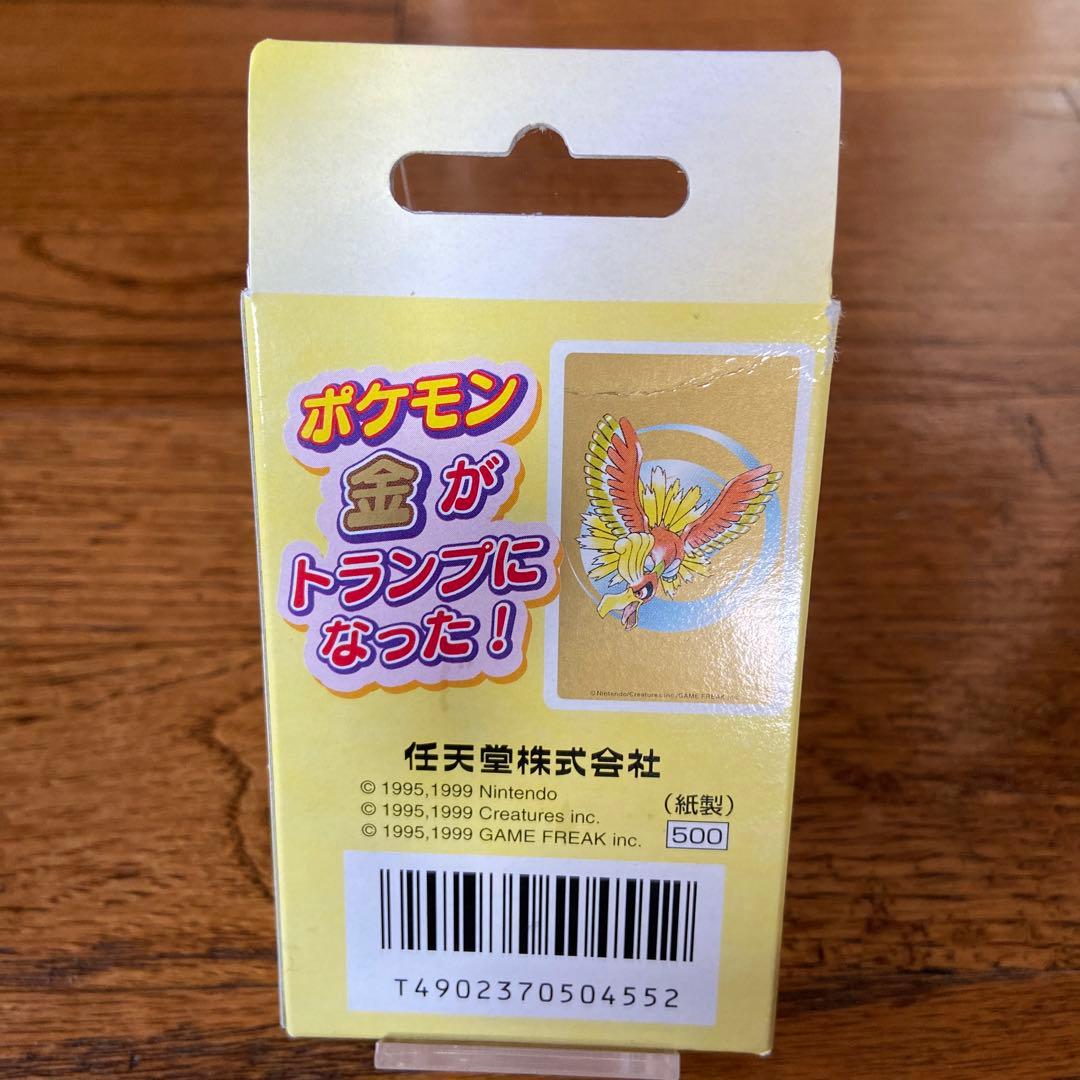 ポケモン
金が
トランプに
なった!
©Nintendo/Creatures inc./GAME FREAK inc.
任天堂株式会社
© 1995,1999 Nintendo
© 1995,1999 Creatures inc.
© 1995,1999 GAME FREAK inc.
(紙製)
500
T4902370504552